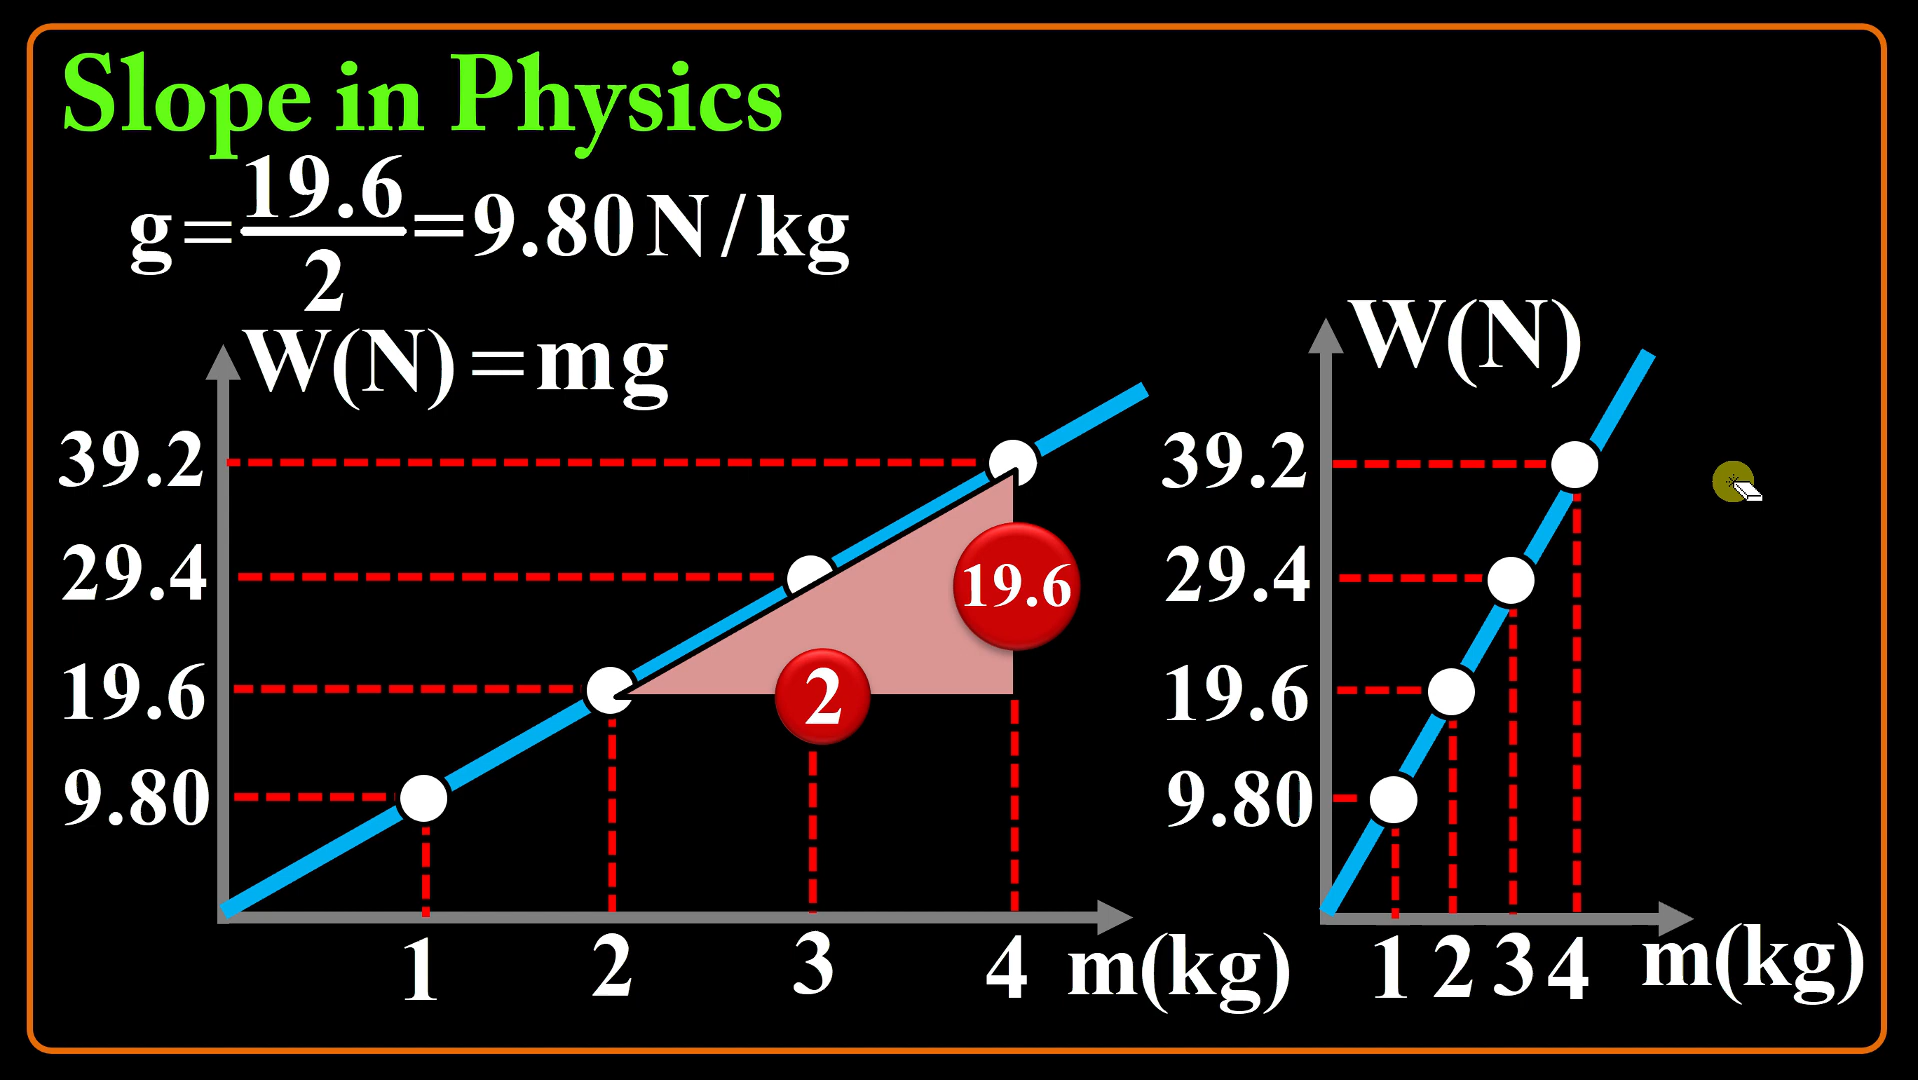 Slope in Physics
g = 19.6 / 2 = 9.80 N/kg
W(N) = mg
39.2
29.4
19.6
9.80
19.6
2
1 2 3 4 m(kg)
W(N)
39.2
29.4
19.6
9.80
1 2 3 4 m(kg)